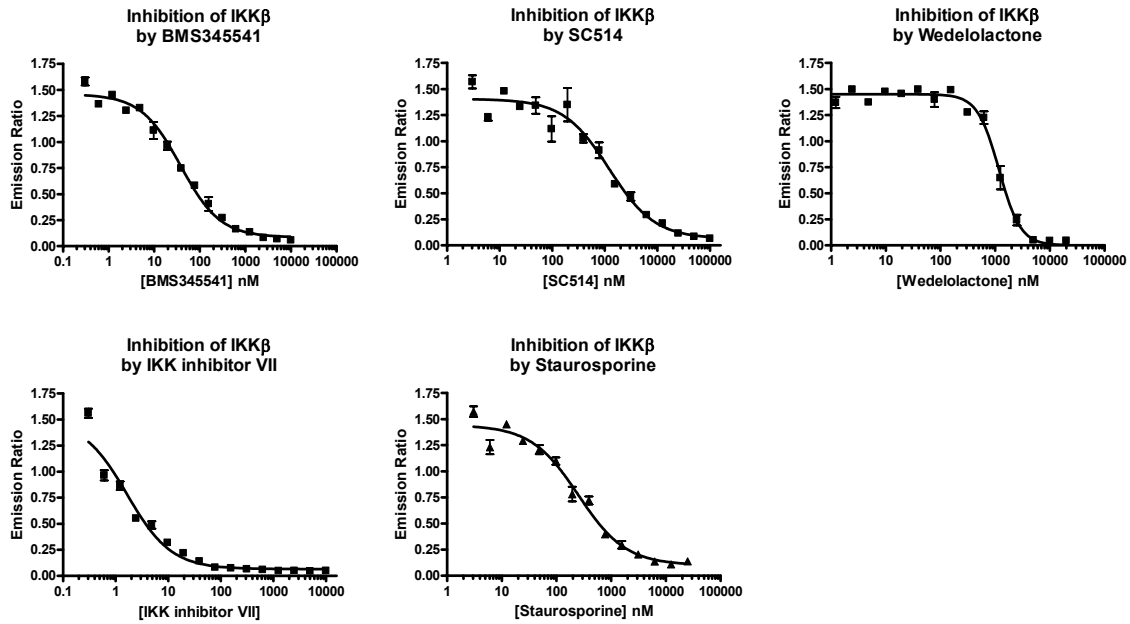 Inhibition of IKKβ
by BMS345541
1.75
1.50
1.25
1.00
0.75
0.50
0.25
0.00
Emission Ratio
0.1 1 10 100 1000 10000 100000
[BMS345541] nM
Inhibition of IKKβ
by SC514
1.75
1.50
1.25
1.00
0.75
0.50
0.25
0.00
Emission Ratio
1 10 100 1000 10000 100000
[SC514] nM
Inhibition of IKKβ
by Wedelolactone
1.75
1.50
1.25
1.00
0.75
0.50
0.25
0.00
Emission Ratio
1 10 100 1000 10000 100000
[Wedelolactone] nM
Inhibition of IKKβ
by IKK inhibitor VII
1.75
1.50
1.25
1.00
0.75
0.50
0.25
0.00
Emission Ratio
0.1 1 10 100 1000 10000
[IKK inhibitor VII]
Inhibition of IKKβ
by Staurosporine
1.75
1.50
1.25
1.00
0.75
0.50
0.25
0.00
Emission Ratio
1 10 100 1000 10000 100000
[Staurosporine] nM